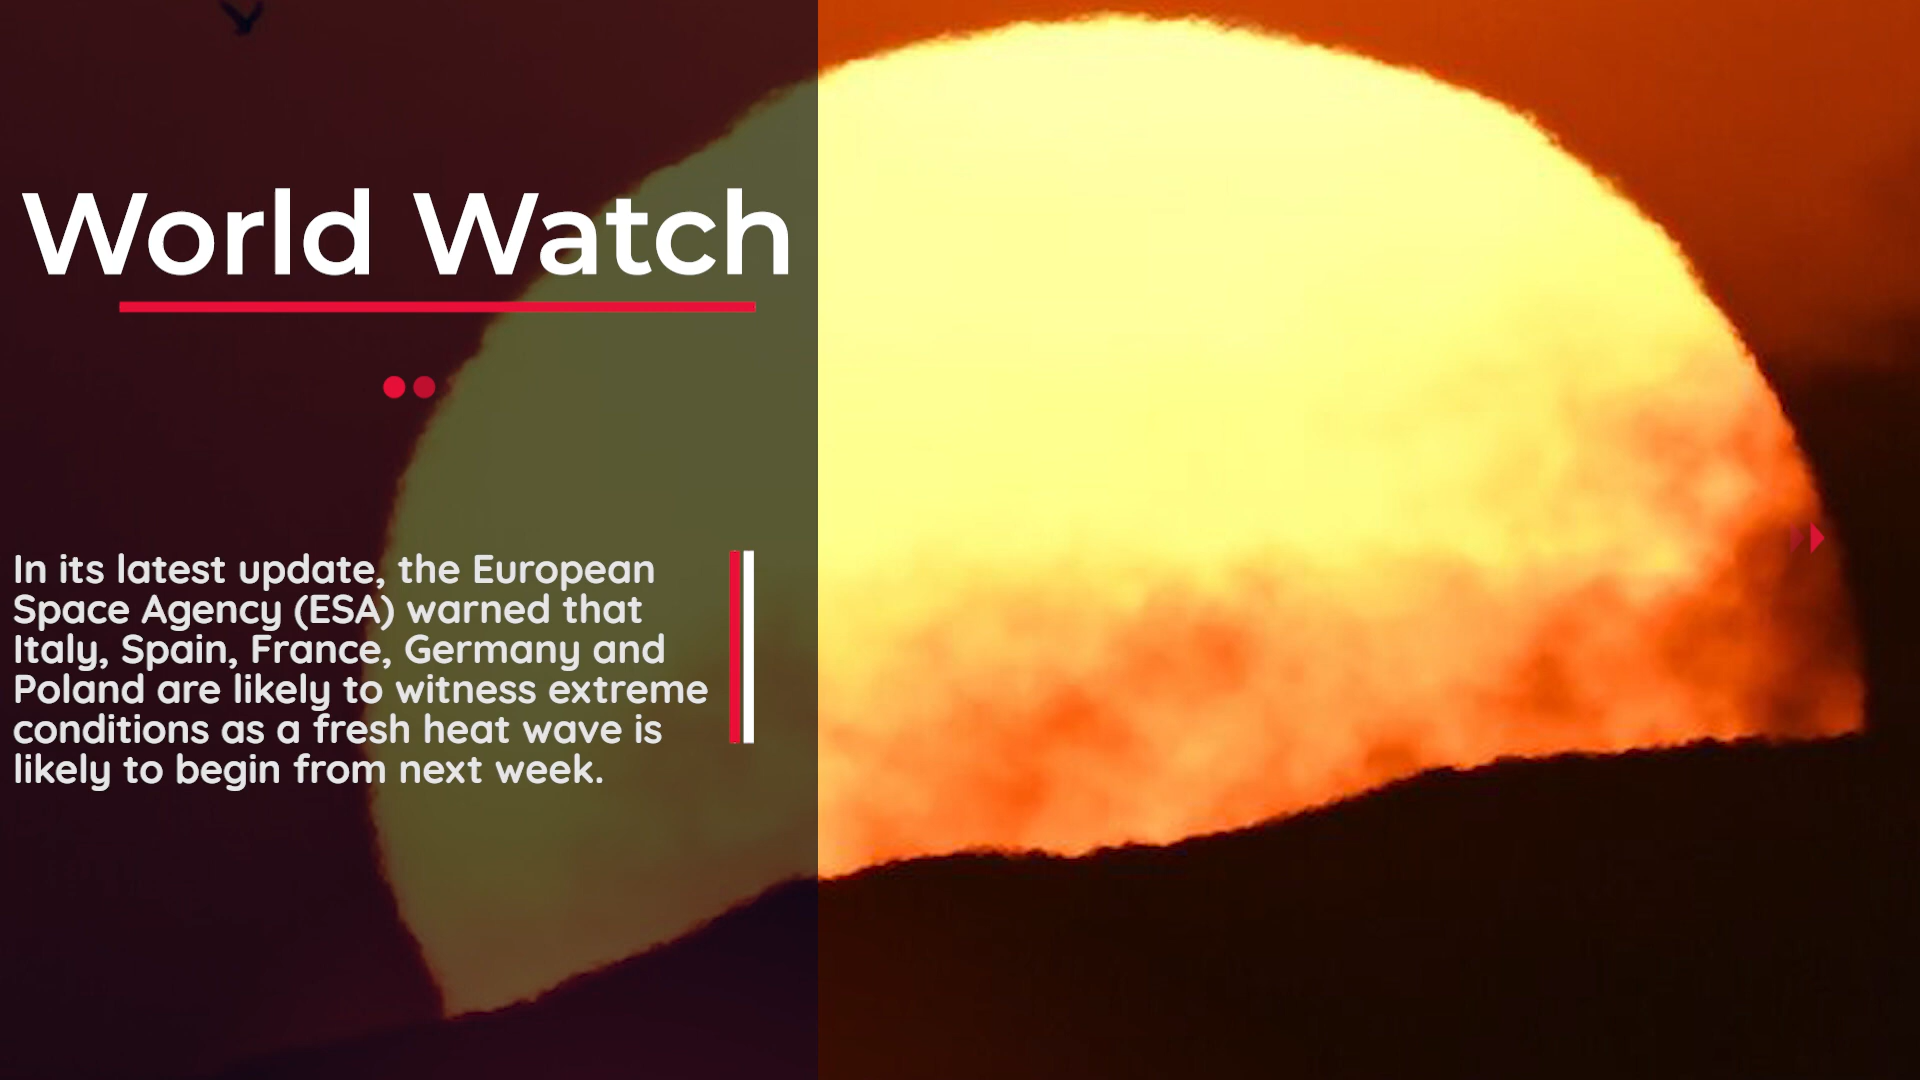 World Watch
In its latest update, the European
Space Agency (ESA) warned that
Italy, Spain, France, Germany and
Poland are likely to witness extreme
conditions as a fresh heat wave is
likely to begin from next week.